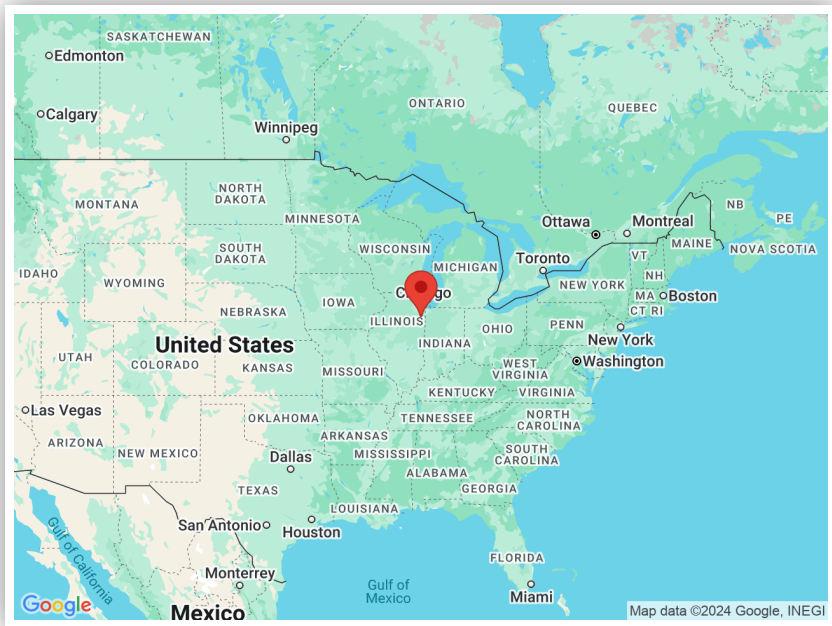 SASKATCHEWAN
Edmonton
Calgary
ONTARIO
QUEBEC
Winnipeg
NORTH
DAKOTA
MONTANA
MINNESOTA
NB
PE
Ottawa
Montreal
MAINE
NOVA SCOTIA
SOUTH
DAKOTA
WISCONSIN
MICHIGAN
Toronto
VT
NH
IDAHO
WYOMING
NEW YORK
MA
Boston
CT RI
IOWA
NEBRASKA
ILLINOIS
INDIANA
OHIO
PENN
New York
United States
UTAH
COLORADO
KANSAS
MISSOURI
WEST
VIRGINIA
Washington
KENTUCKY
VIRGINIA
Las Vegas
OKLAHOMA
TENNESSEE
NORTH
CAROLINA
ARIZONA
NEW MEXICO
ARKANSAS
MISSISSIPPI
SOUTH
CAROLINA
Dallas
ALABAMA
GEORGIA
TEXAS
LOUISIANA
San Antonio
Houston
Gulf of California
FLORIDA
Monterrey
Gulf of
Mexico
Miami
Google
Mexico
Map data ©2024 Google, INEGI